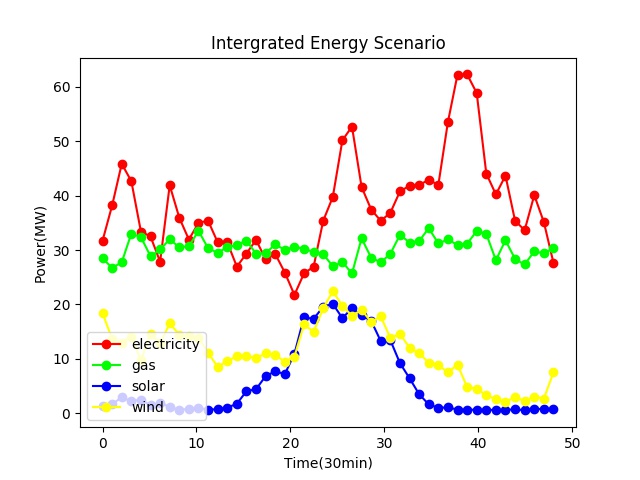 Intergrated Energy Scenario
Power(MW)
60
50
40
30
20
10
0
electricity
gas
solar
wind
0 10 20 30 40 50
Time(30min)